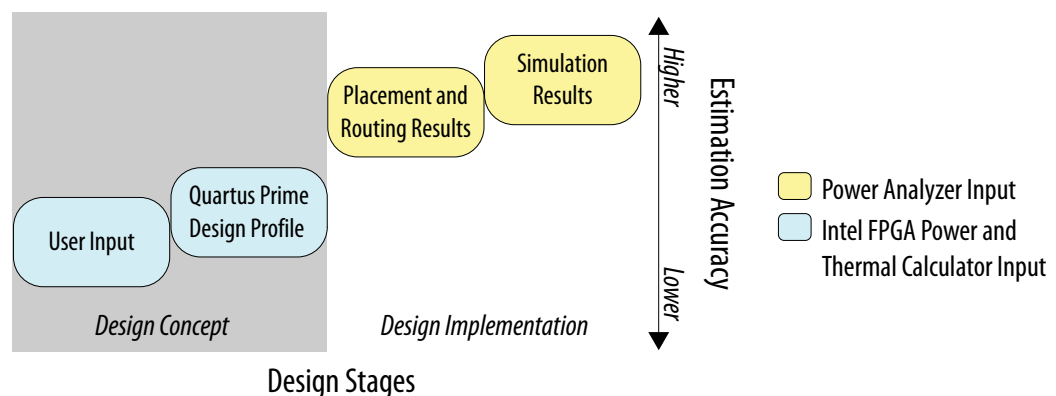 User Input
Quartus Prime
Design Profile
Placement and
Routing Results
Simulation
Results
Higher
Lower
Estimation Accuracy
Design Concept
Design Implementation
Design Stages
Power Analyzer Input
Intel FPGA Power and
Thermal Calculator Input